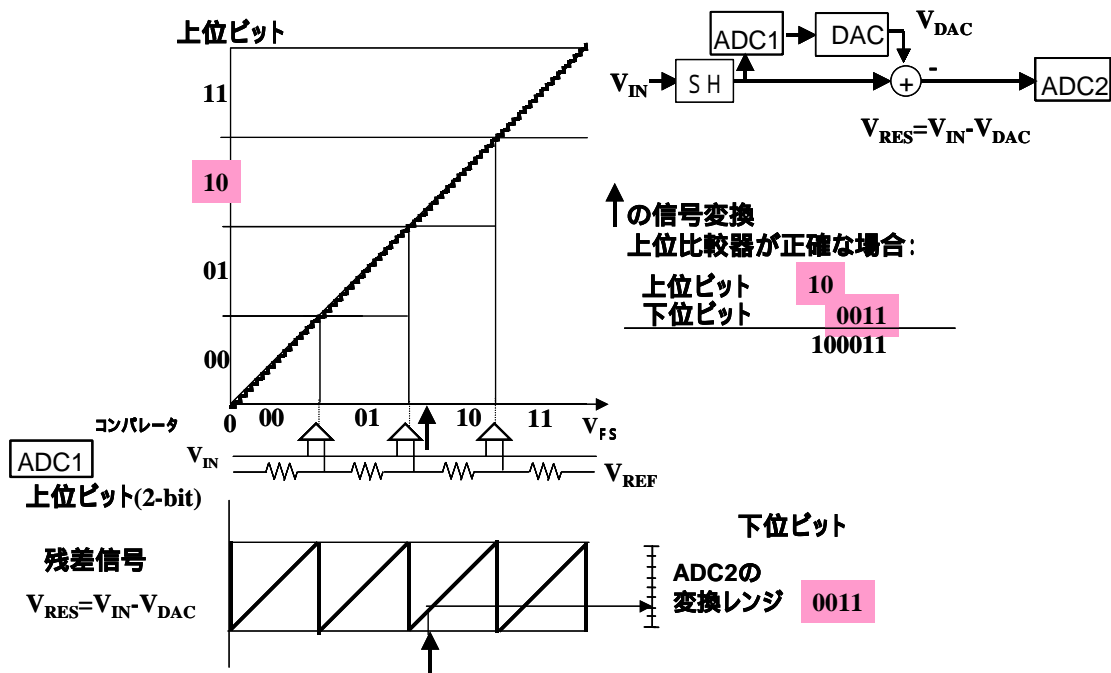 上位ビット
11
10
01
00
0 00 01 10 11 VFS
コンパレータ
VIN
ADC1
VREF
上位ビット(2-bit)
残差信号
VRES=VIN-VDAC
ADC1
DAC
VDAC
VIN
SH
+
-
ADC2
VRES=VIN-VDAC
の信号変換
上位比較器が正確な場合:
上位ビット 10
下位ビット 0011
100011
下位ビット
ADC2の
変換レンジ 0011